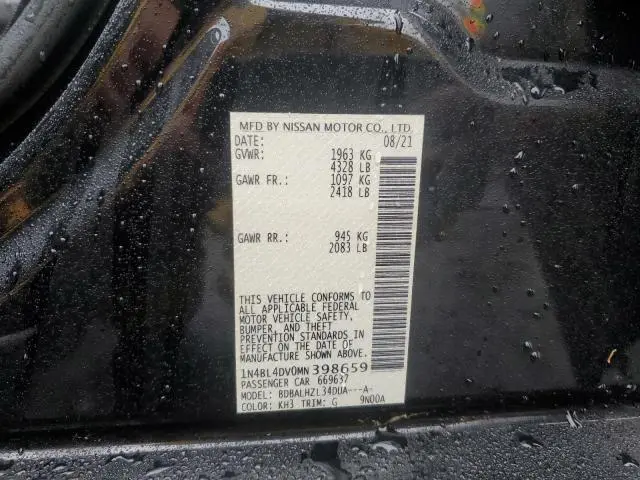 MFD BY NISSAN MOTOR CO., LTD.
DATE: 08/21
GVWR: 1963 KG
4328 LB
GAWR FR.: 1097 KG
2418 LB
GAWR RR.: 945 KG
2083 LB
THIS VEHICLE CONFORMS TO
ALL APPLICABLE FEDERAL
MOTOR VEHICLE SAFETY,
BUMPER, AND THEFT
PREVENTION STANDARDS IN
EFFECT ON THE DATE OF
MANUFACTURE SHOWN ABOVE.
1N4BL4DV0MN398659
PASSENGER CAR 669637
MODEL: BDBALHZL34DUA---A-
COLOR: KH3 TRIM: G 9N00A